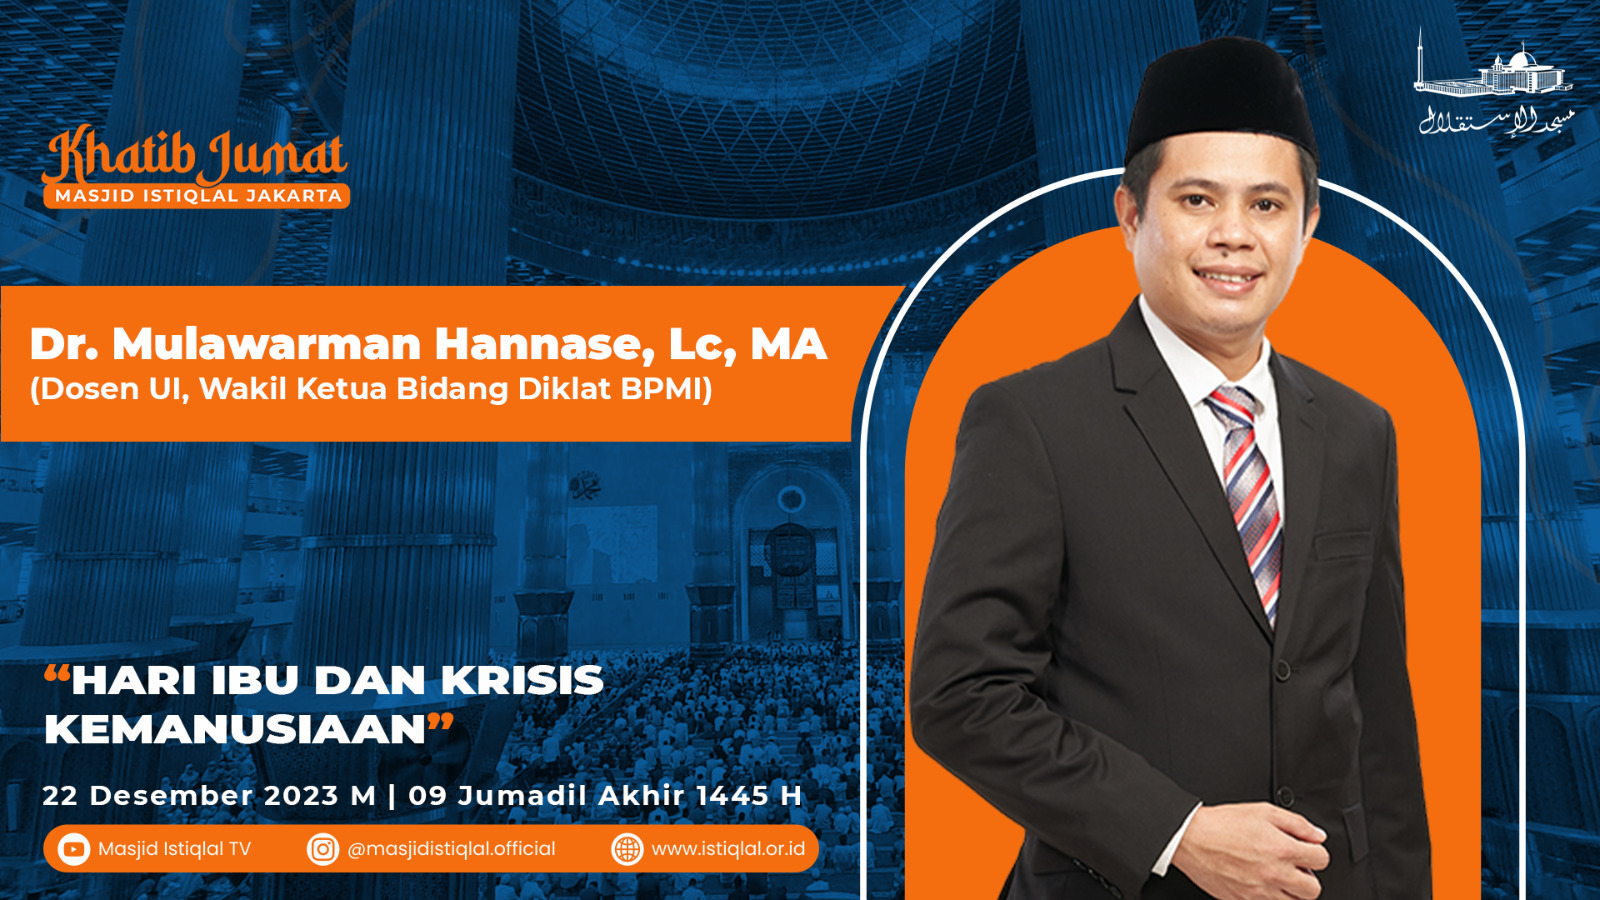 Khatib Jumat
MASJID ISTIQLAL JAKARTA
مسجد الإستقلال
Dr. Mulawarman Hannase, Lc, MA
(Dosen UI, Wakil Ketua Bidang Diklat BPMI)
“HARI IBU DAN KRISIS
KEMANUSIAAN”
22 Desember 2023 M | 09 Jumadil Akhir 1445 H
Masjid Istiqlal TV
@masjidistiqlal.official
www.istiqlal.or.id